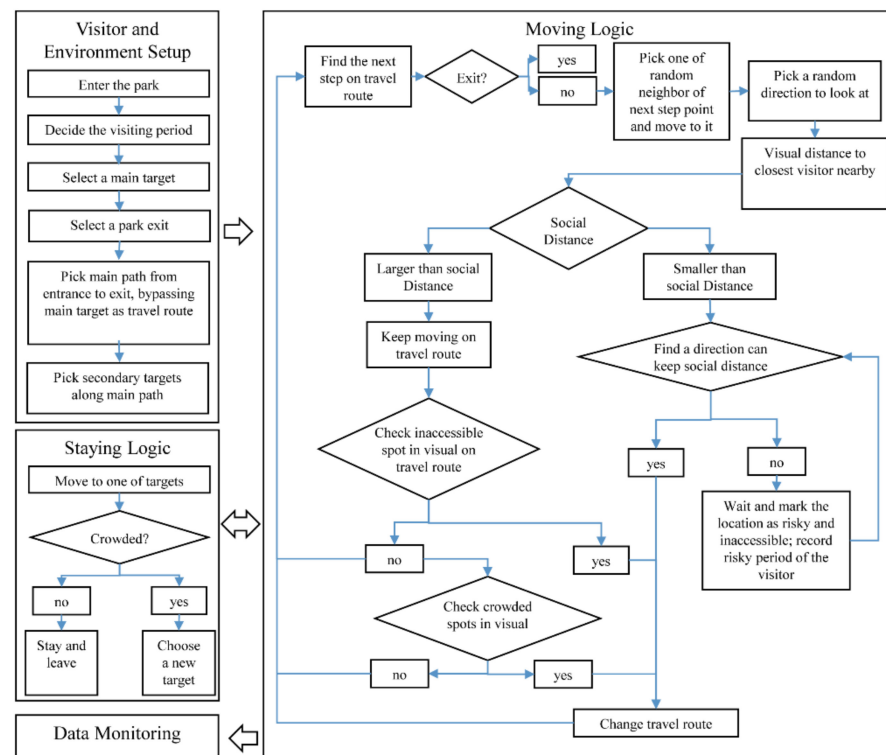 Visitor and
Environment Setup
Enter the park
Decide the visiting period
Select a main target
Select a park exit
Pick main path from
entrance to exit, bypassing
main target as travel route
Pick secondary targets
along main path
Staying Logic
Move to one of targets
Crowded?
no
yes
Stay and
leave
Choose
a new
target
Data Monitoring
Moving Logic
Find the next
step on travel
route
Exit?
yes
no
Pick one of
random
neighbor of
next step point
and move to it
Pick a random
direction to look at
Visual distance to
closest visitor nearby
Social
Distance
Larger than social
Distance
Smaller than
social Distance
Keep moving on
travel route
Find a direction can
keep social distance
Check inaccessible
spot in visual on
travel route
yes
no
Wait and mark the
location as risky and
inaccessible; record
risky period of the
visitor
no
yes
Check crowded
spots in visual
no
yes
Change travel route